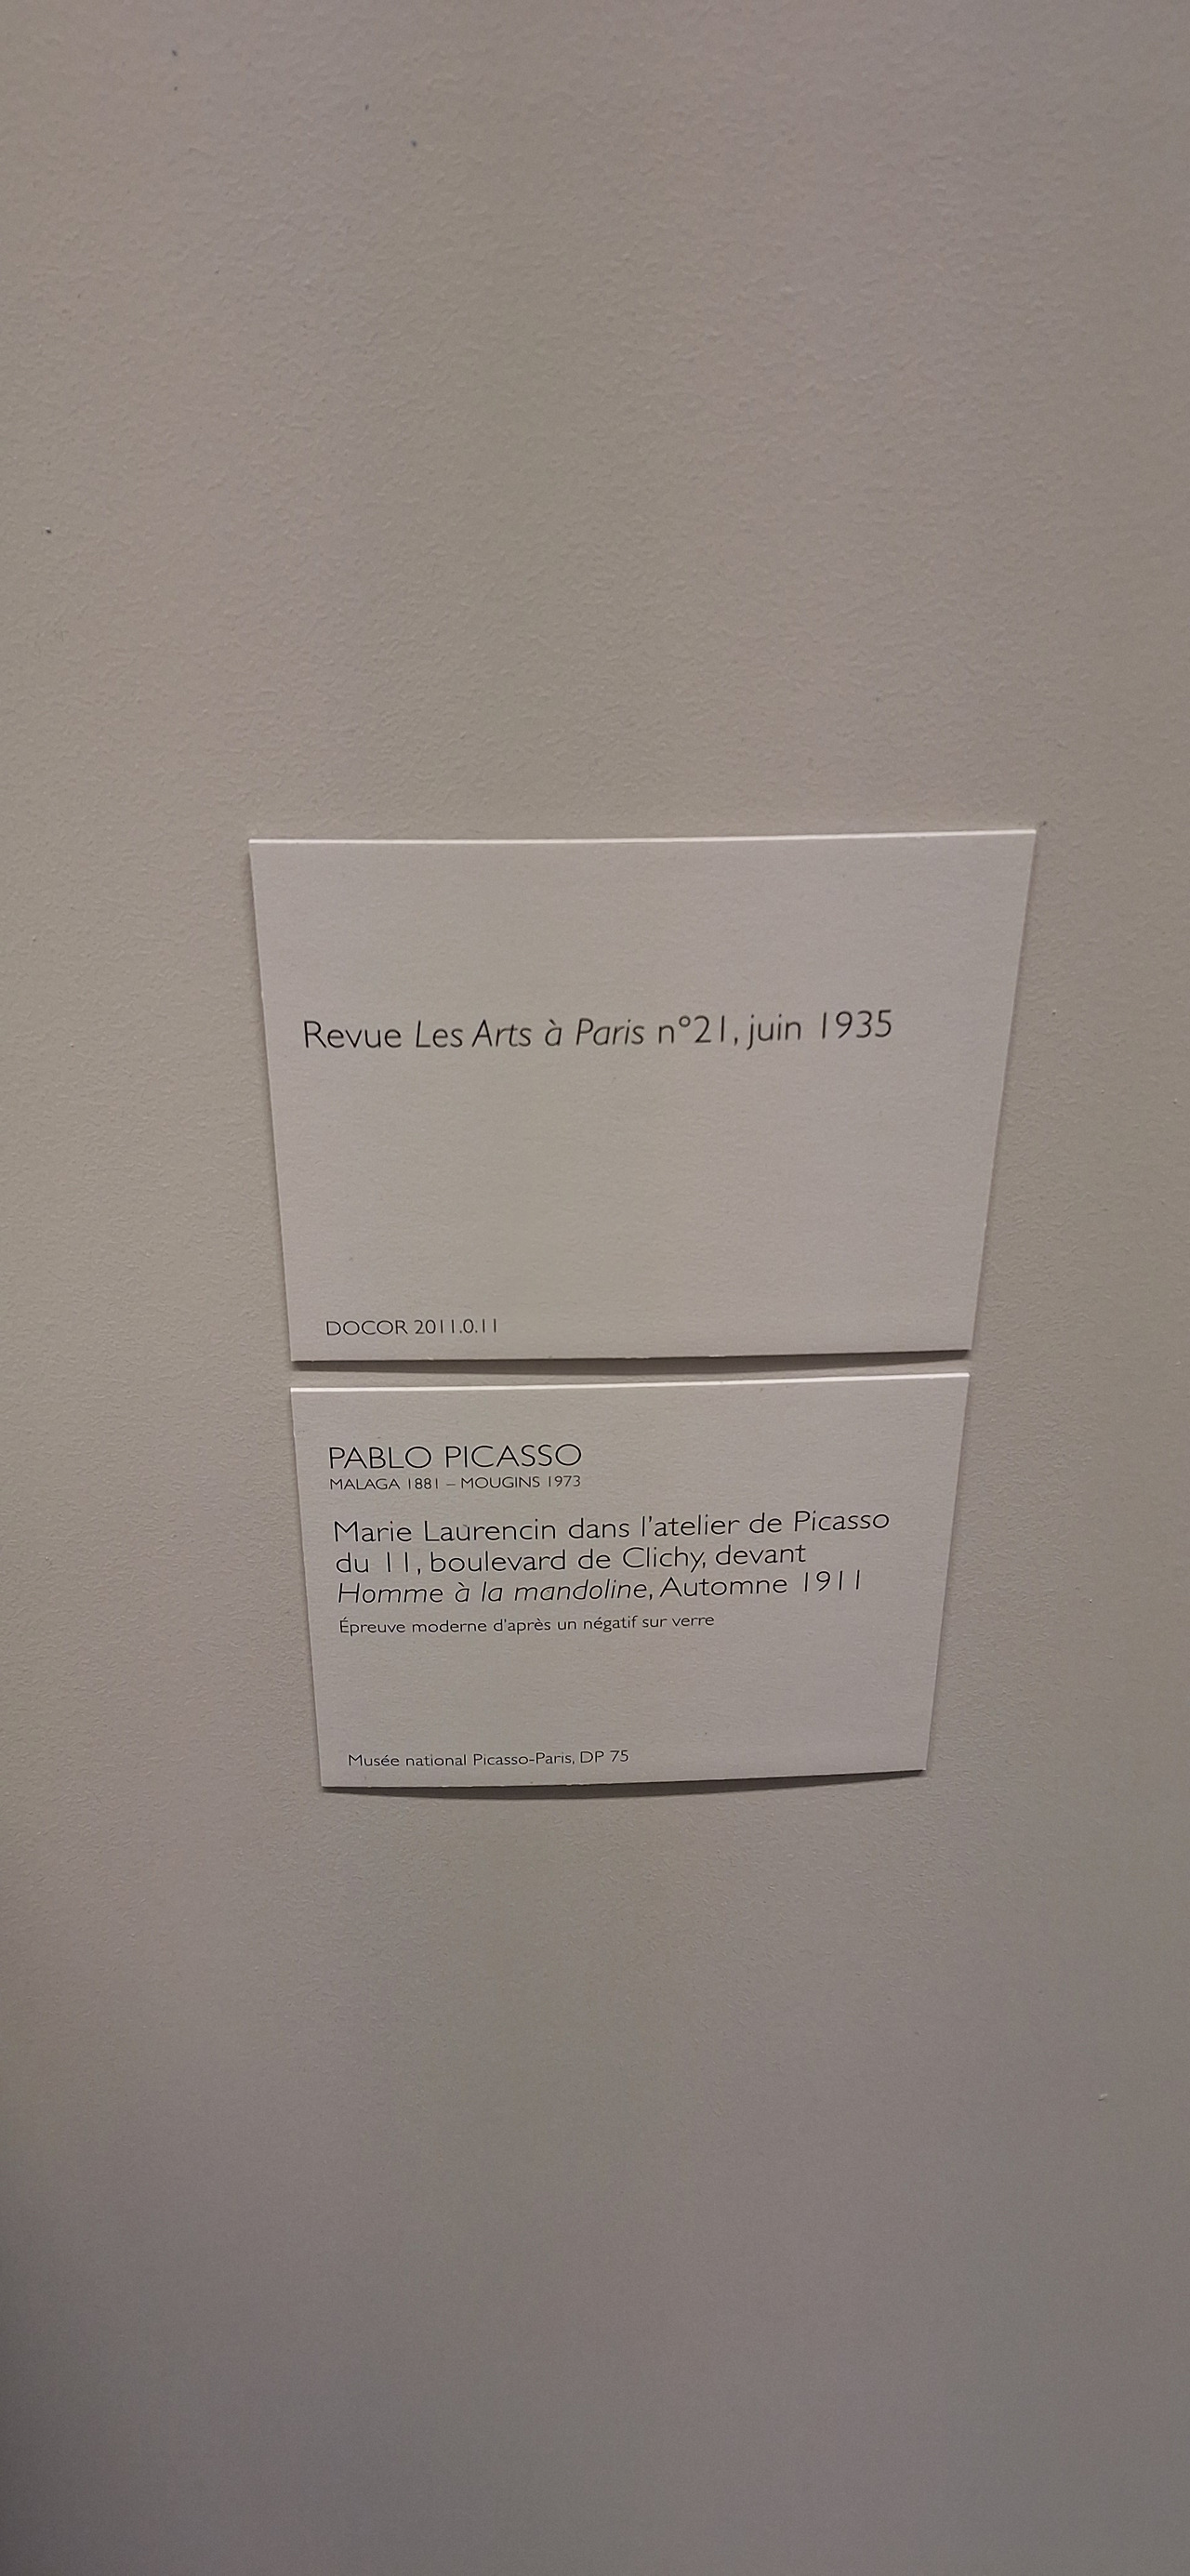 Revue Les Arts à Paris n°21, juin 1935
DOCOR 2011.0.11
PABLO PICASSO
MALAGA 1881 – MOUGINS 1973
Marie Laurencin dans l'atelier de Picasso
du 11, boulevard de Clichy, devant
Homme à la mandoline, Automne 1911
Épreuve moderne d'après un négatif sur verre
Musée national Picasso-Paris, DP 75